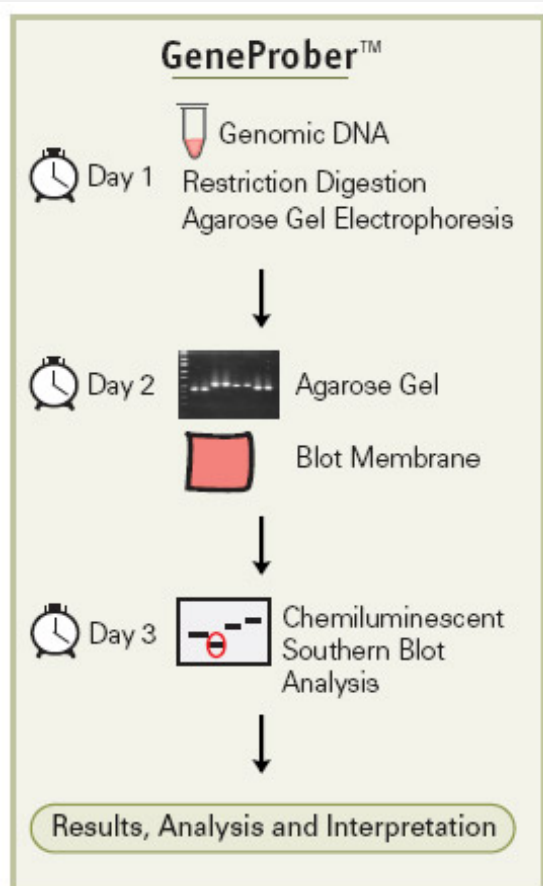 GeneProber™
Genomic DNA
Day 1
Restriction Digestion
Agarose Gel Electrophoresis
Day 2
Agarose Gel
Blot Membrane
Day 3
Chemiluminescent
Southern Blot
Analysis
Results, Analysis and Interpretation